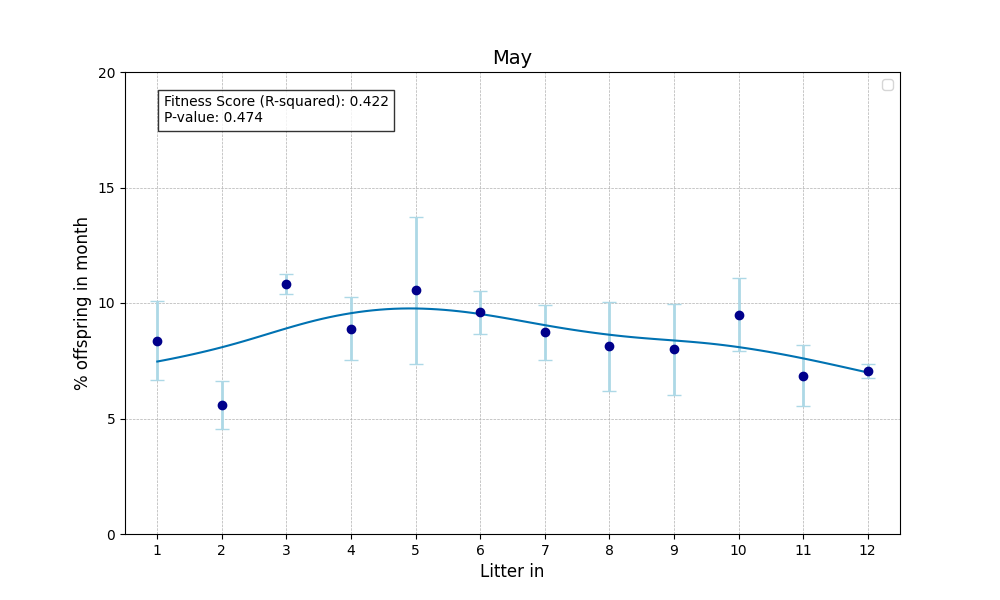 May
Fitness Score (R-squared): 0.422
P-value: 0.474
% offspring in month
20
15
10
5
0
1 2 3 4 5 6 7 8 9 10 11 12
Litter in